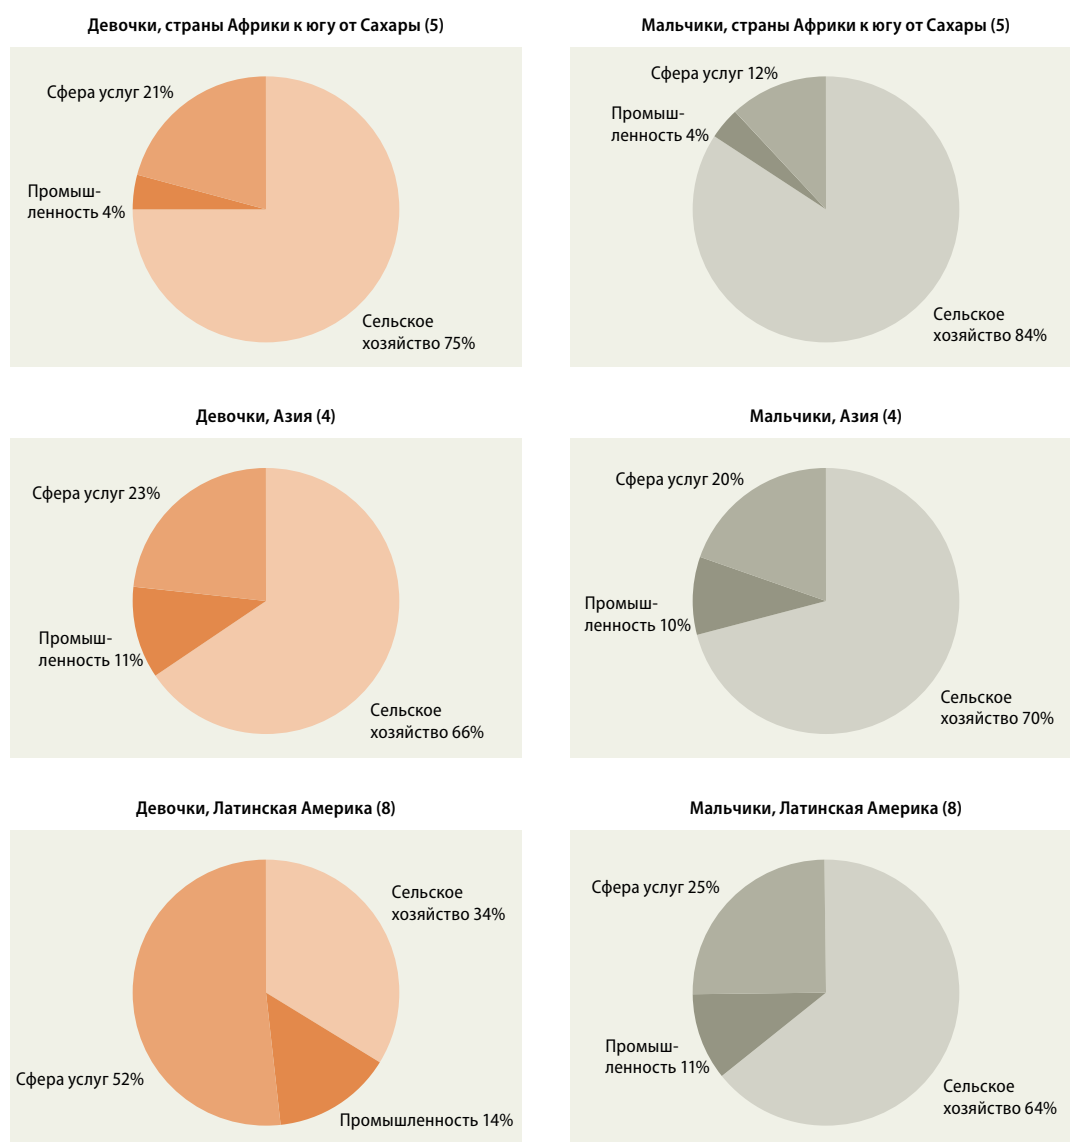 Девочки, страны Африки к югу от Сахары (5)
Сфера услуг 21%
Промыш-
ленность 4%
Сельское
хозяйство 75%
Мальчики, страны Африки к югу от Сахары (5)
Сфера услуг 12%
Промыш-
ленность 4%
Сельское
хозяйство 84%
Девочки, Азия (4)
Сфера услуг 23%
Промыш-
ленность 11%
Сельское
хозяйство 66%
Мальчики, Азия (4)
Сфера услуг 20%
Промыш-
ленность 10%
Сельское
хозяйство 70%
Девочки, Латинская Америка (8)
Сельское
хозяйство 34%
Сфера услуг 52%
Промышленность 14%
Мальчики, Латинская Америка (8)
Сфера услуг 25%
Промыш-
ленность 11%
Сельское
хозяйство 64%